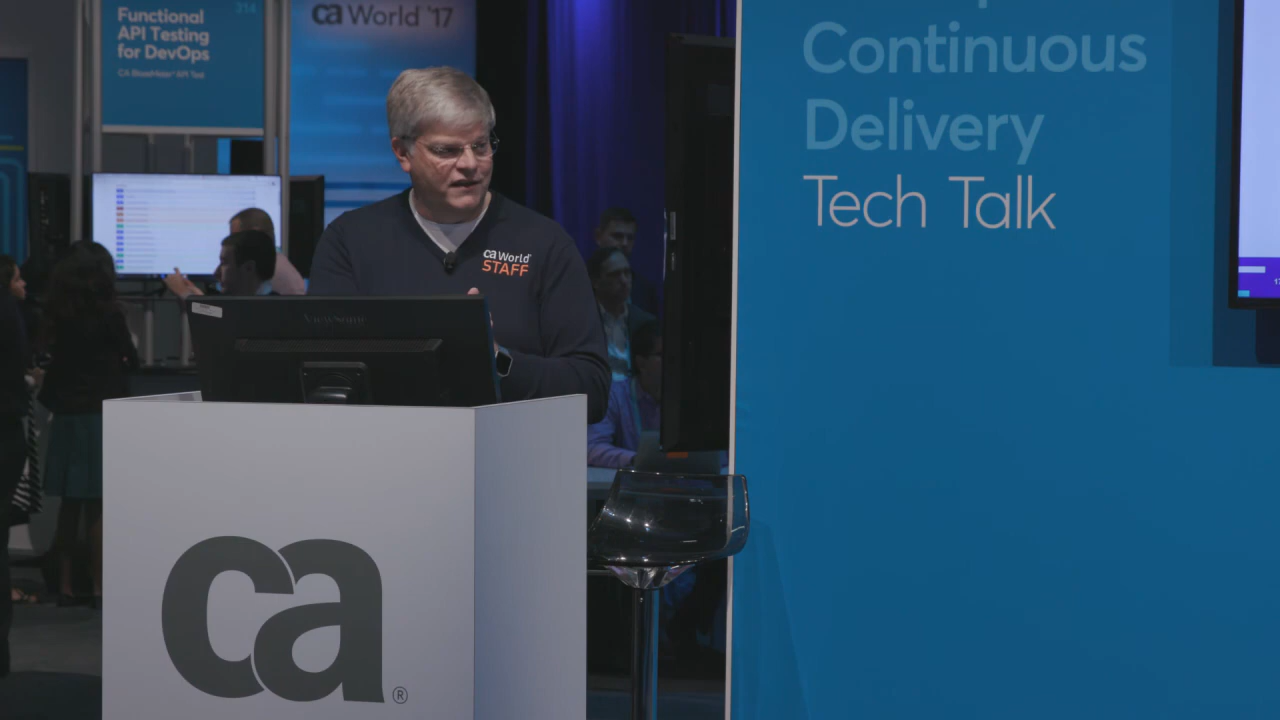 314
Functional
API Testing
for DevOps
CA BlazeMeter® API Test
ca World '17
Continuous
Delivery
Tech Talk
ca World'
STAFF
ViewSonic
ca®